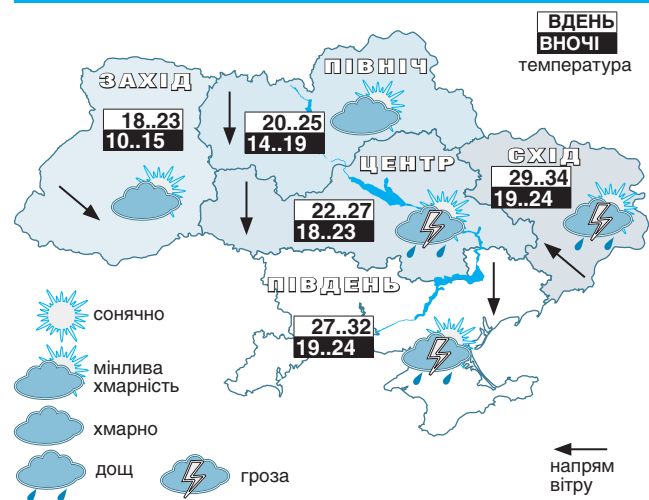 ВДЕНЬ
ВНОЧІ
температура
ПІВНІЧ
ЗАХІД
18..23
10..15
20..25
14..19
ЦЕНТР
СХІД
29..34
19..24
22..27
18..23
ПІВДЕНЬ
27..32
19..24
сонячно
мінлива
хмарність
хмарно
дощ
гроза
напрям
вітру